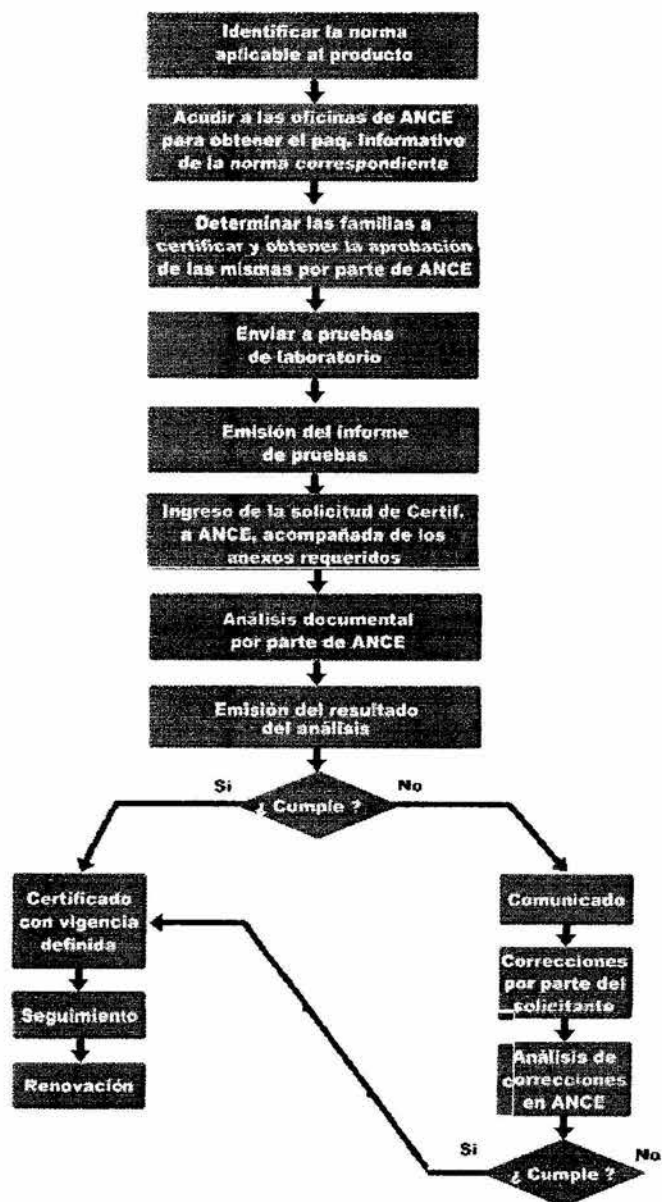 Identificar la norma
aplicable al producto
Acudir a las oficinas de ANCE
para obtener el paq. informativo
de la norma correspondiente
Determinar las familias a
certificar y obtener la aprobación
de las mismas por parte de ANCE
Enviar a pruebas
de laboratorio
Emisión del informe
de pruebas
Ingreso de la solicitud de Certif.
a ANCE, acompañada de los
anexos requeridos
Análisis documental
por parte de ANCE
Emisión del resultado
del análisis
Si
¿ Cumple ?
No
Certificado
con vigencia
definida
Seguimiento
Renovación
Comunicado
Correcciones
por parte del
solicitante
Análisis de
correcciones
en ANCE
Si
¿ Cumple ?
No